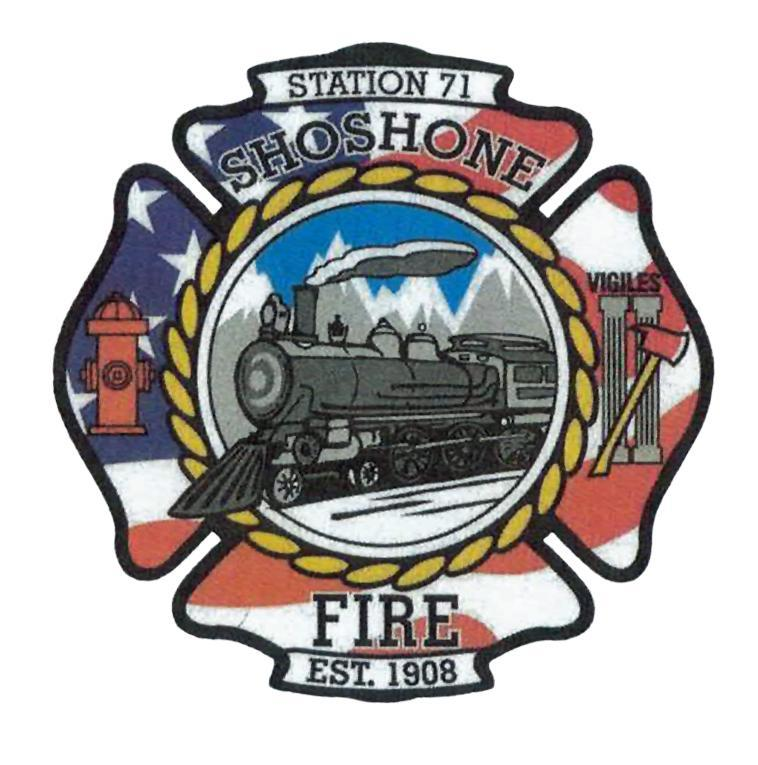 STATION 71
SHOSHONE
VIGILES
FIRE
EST. 1908